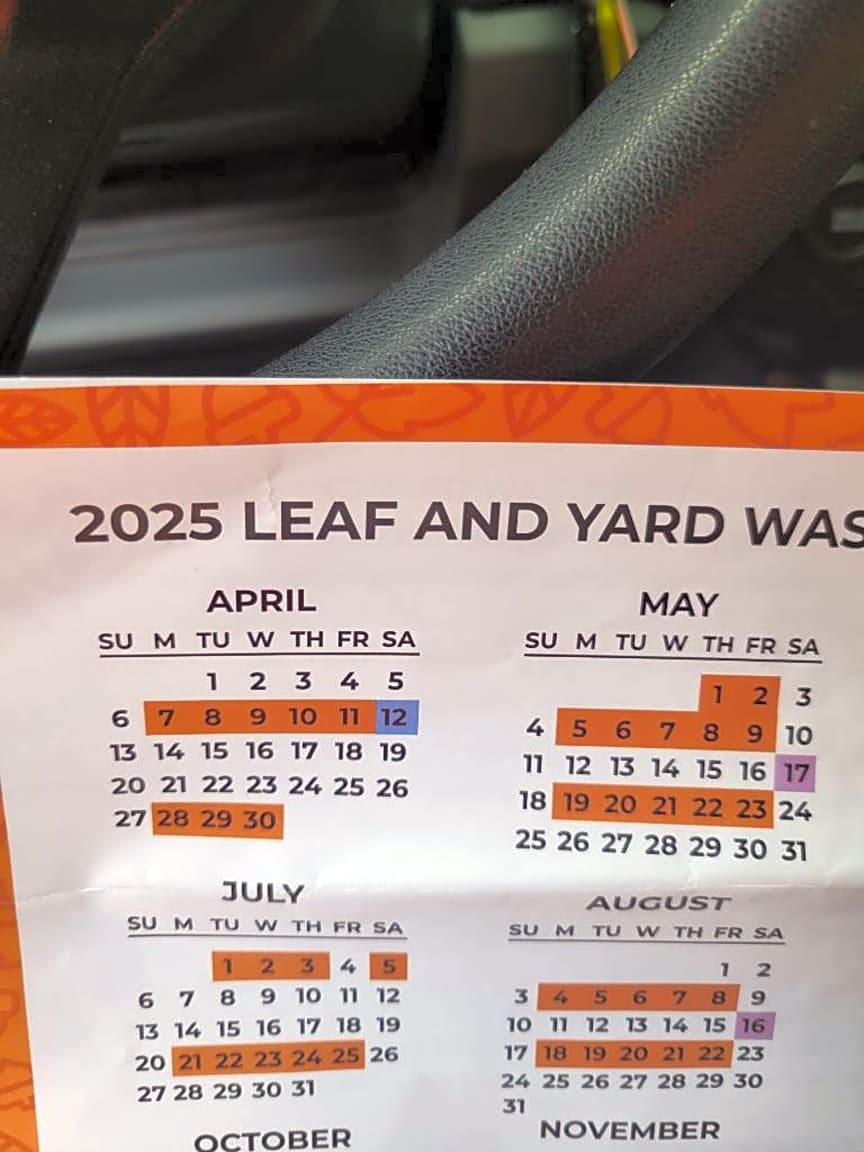 2025 LEAF AND YARD WAS
APRIL
SU M TU W TH FR SA
1 2 3 4 5
6 7 8 9 10 11 12
13 14 15 16 17 18 19
20 21 22 23 24 25 26
27 28 29 30
MAY
SU M TU W TH FR SA
1 2 3
4 5 6 7 8 9 10
11 12 13 14 15 16 17
18 19 20 21 22 23 24
25 26 27 28 29 30 31
JULY
SU M TU W TH FR SA
1 2 3 4 5
6 7 8 9 10 11 12
13 14 15 16 17 18 19
20 21 22 23 24 25 26
27 28 29 30 31
AUGUST
SU M TU W TH FR SA
1 2
3 4 5 6 7 8 9
10 11 12 13 14 15 16
17 18 19 20 21 22 23
24 25 26 27 28 29 30
31
OCTOBER
NOVEMBER